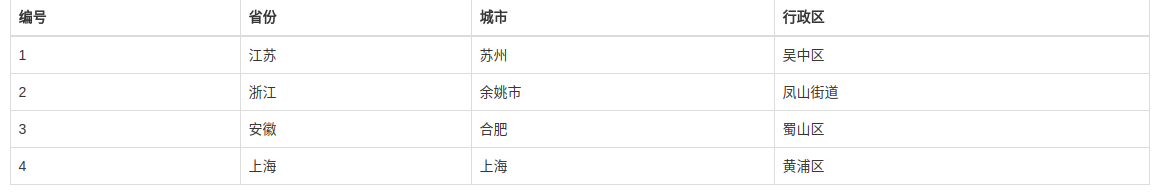 编号 省份 城市 行政区
1 江苏 苏州 吴中区
2 浙江 余姚市 凤山街道
3 安徽 合肥 蜀山区
4 上海 上海 黄浦区